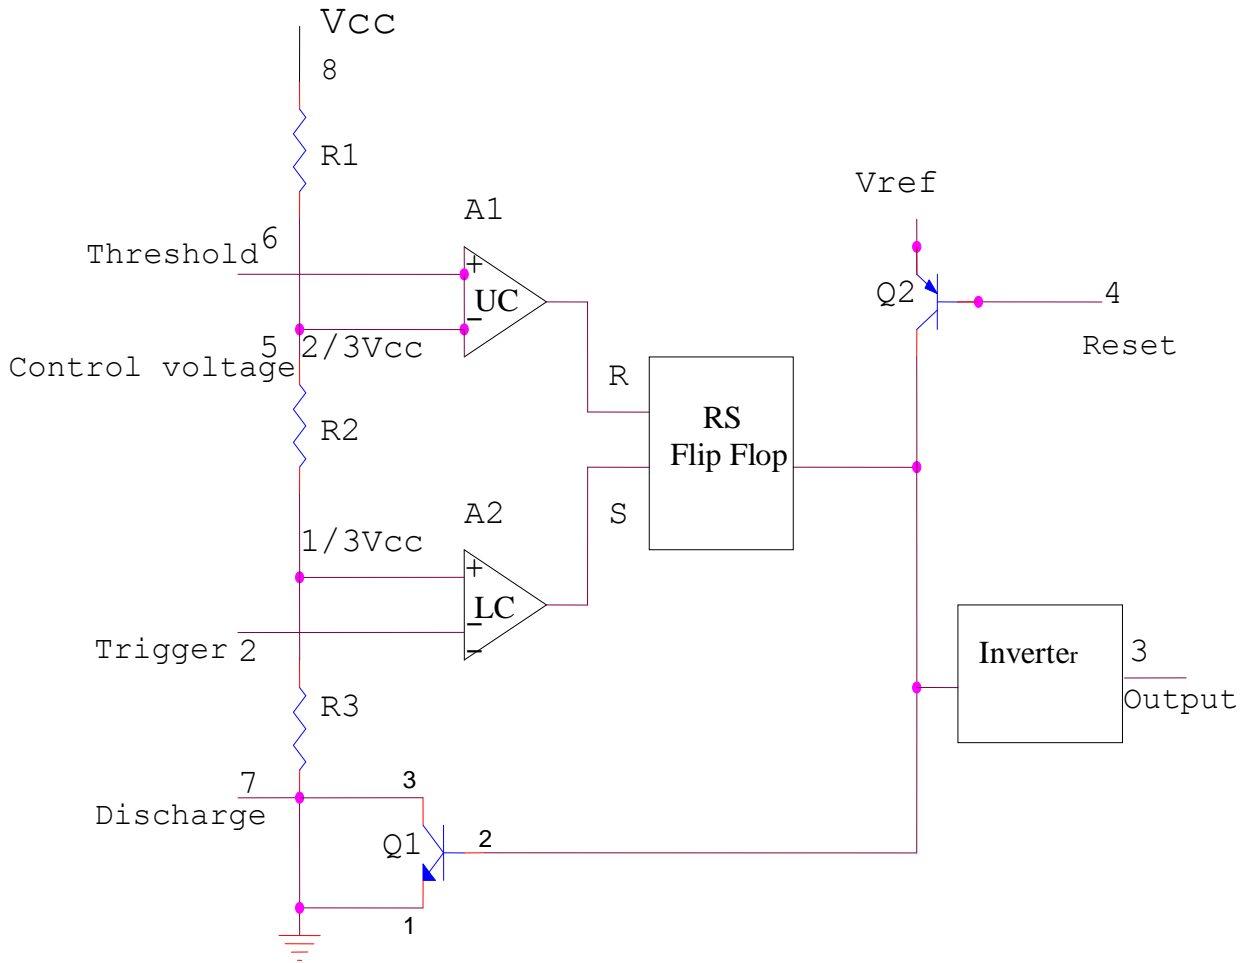 Vcc
8
R1
Vref
A1
6
Threshold
+
UC
-
Q2
4
Reset
5
2/3Vcc
Control voltage
R
RS
Flip Flop
R2
S
A2
1/3Vcc
+
LC
-
-
Trigger
2
Inverter
3
Output
R3
7
3
Discharge
Q1
2
1